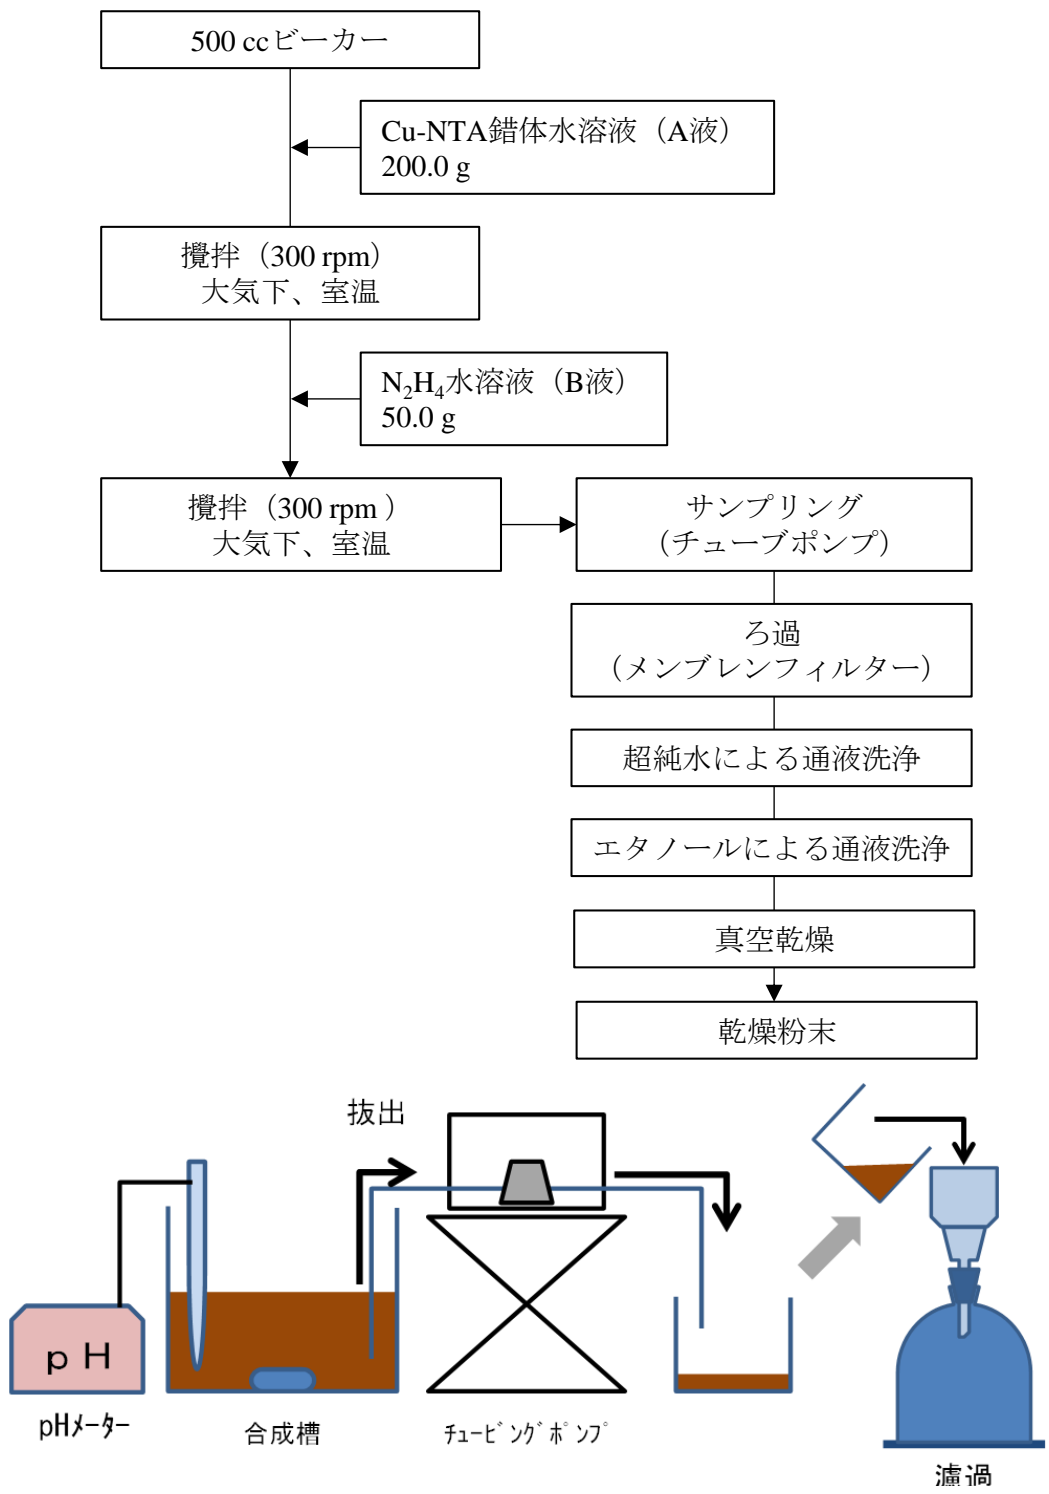 500 ccビーカー
Cu-NTA錯体水溶液（A液）
200.0 g
攪拌（300 rpm）
大気下、室温
N₂H₄水溶液（B液）
50.0 g
攪拌（300 rpm ）
大気下、室温
サンプリング
（チューブポンプ）
ろ過
（メンブレンフィルター）
超純水による通液洗浄
エタノールによる通液洗浄
真空乾燥
乾燥粉末
抜出
ｐＨ
pHﾒｰﾀｰ
合成槽
ﾁｭｰﾋﾞﾝｸﾞﾎﾟﾝﾌﾟ
濾過